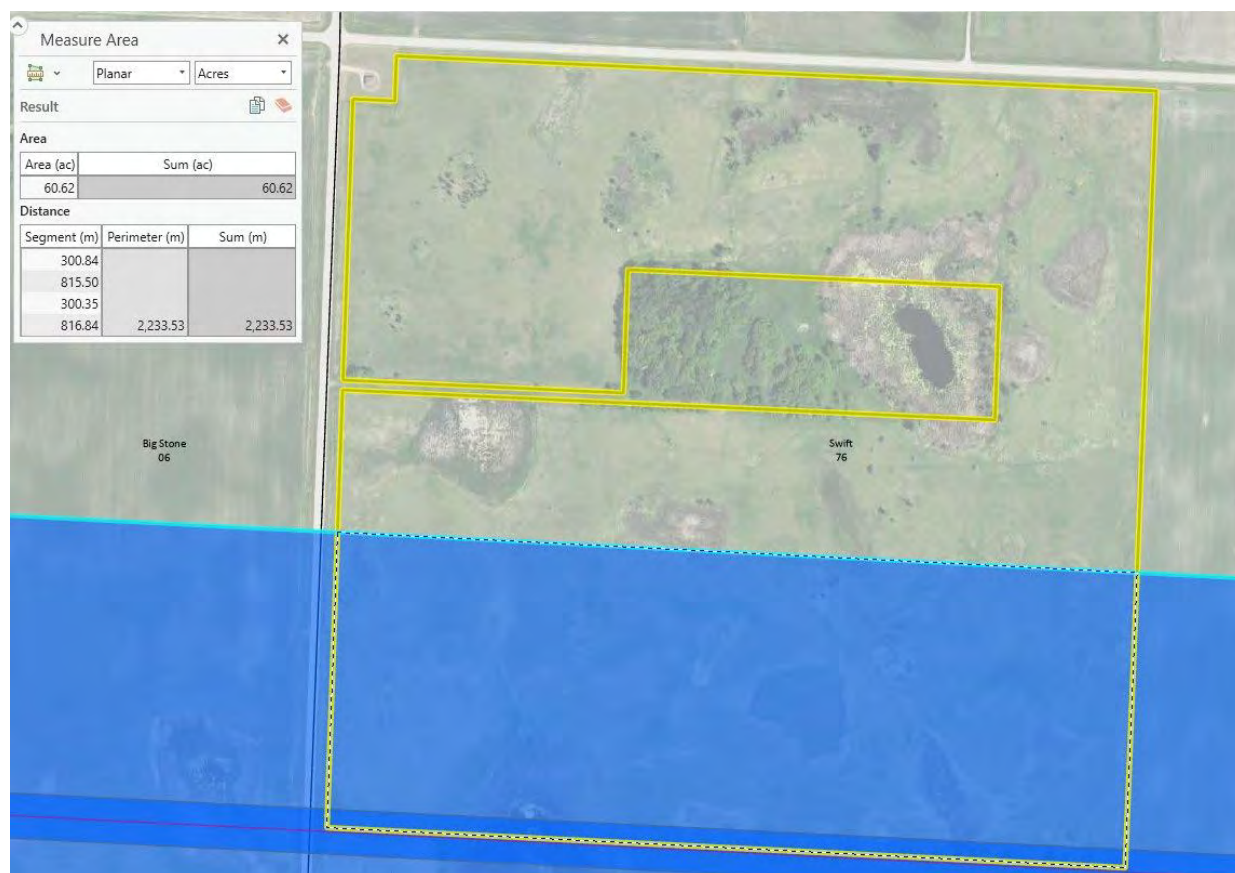 Measure Area
Planar Acres
Result
Area
Area (ac) Sum (ac)
60.62 60.62
Distance
Segment (m) Perimeter (m) Sum (m)
300.84
815.50
300.35
816.84 2,233.53 2,233.53
Big Stone
06
Swift
76